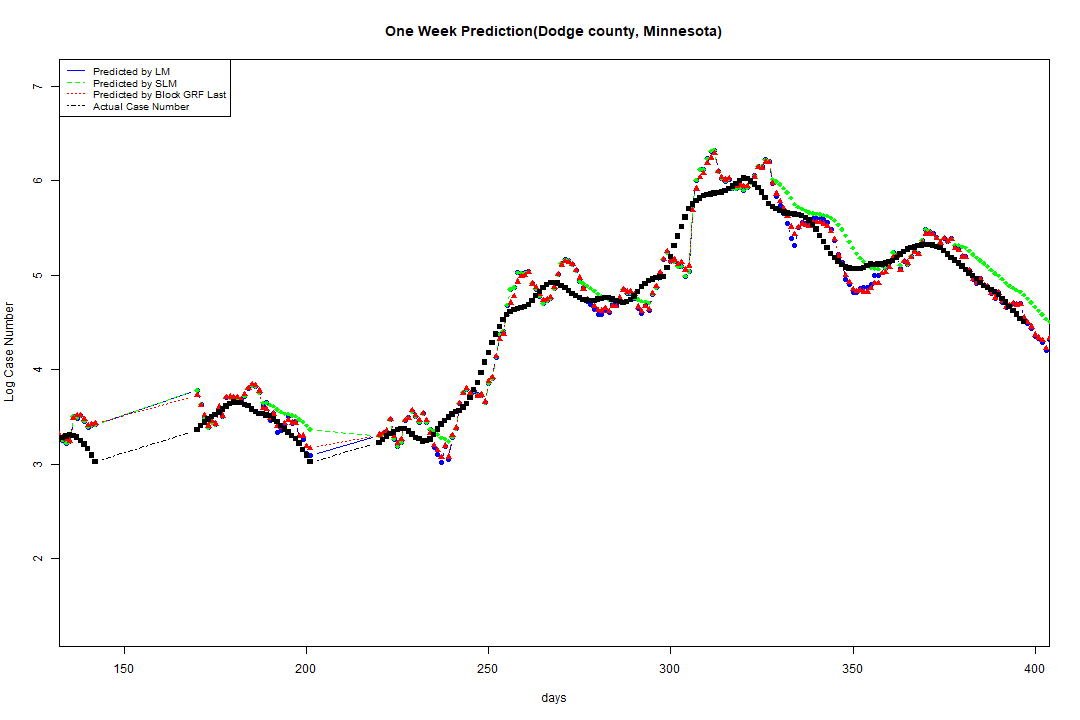 One Week Prediction(Dodge county, Minnesota)
Predicted by LM
Predicted by SLM
Predicted by Block GRF Last
Actual Case Number
7
6
5
4
3
2
Log Case Number
150 200 250 300 350 400
days